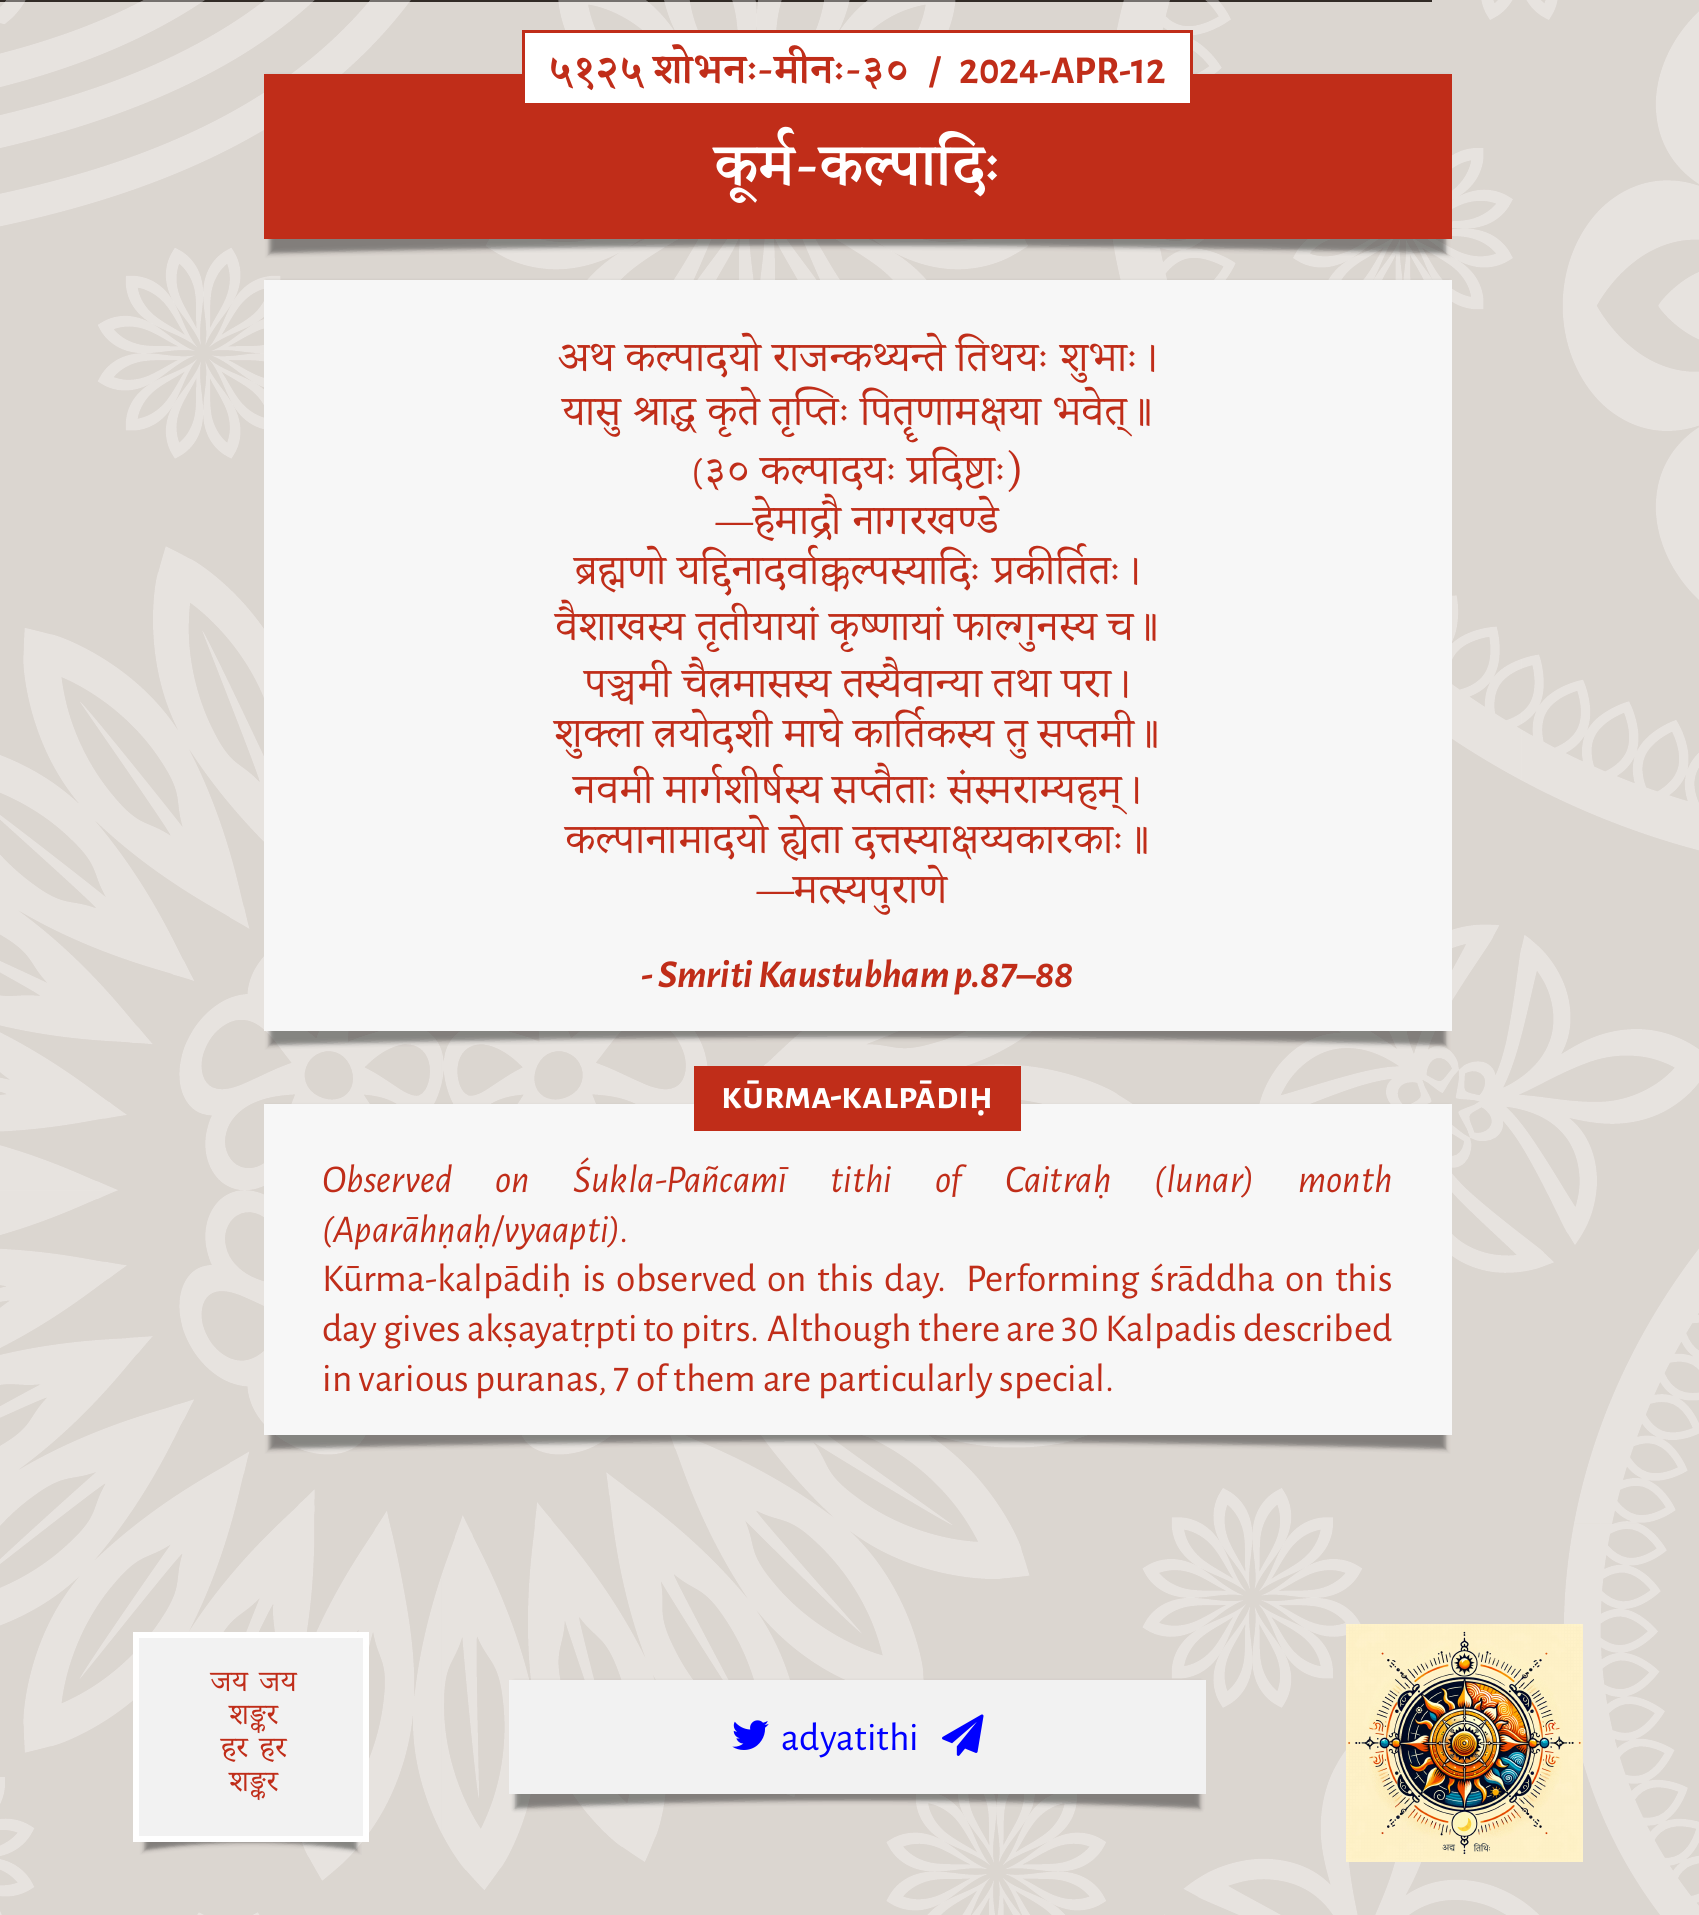 ५१२५ शोभनः-मीनः-३० / 2024-APR-12
कूर्म-कल्पादिः
अथ कल्पादयो राजन्कथ्यन्ते तिथयः शुभाः।
यासु श्राद्ध कृते तृप्तिः पितॄणामक्षया भवेत्॥
(३० कल्पादयः प्रदिष्टाः)
—हेमाद्रौ नागरखण्डे
ब्रह्मणो यद्दिनादर्वाक्कल्पस्यादिः प्रकीर्तितः।
वैशाखस्य तृतीयायां कृष्णायां फाल्गुनस्य च॥
पञ्चमी चैत्रमासस्य तस्यैवान्या तथा परा।
शुक्ला त्रयोदशी माघे कार्तिकस्य तु सप्तमी॥
नवमी मार्गशीर्षस्य सप्तैताः संस्मराम्यहम्।
कल्पानामादयो ह्येता दत्तस्याक्षय्यकारकाः॥
—मत्स्यपुराणे
- Smriti Kaustubham p.87–88
KŪRMA-KALPĀDIḤ
Observed on Śukla-Pañcamī tithi of Caitraḥ (lunar) month
(Aparāhṇaḥ/vyaapti).
Kūrma-kalpādiḥ is observed on this day. Performing śrāddha on this
day gives akṣayatṛpti to pitrs. Although there are 30 Kalpadis described
in various puranas, 7 of them are particularly special.
जय जय
शङ्कर
हर हर
शङ्कर
adyatithi
अद्य तिथिः